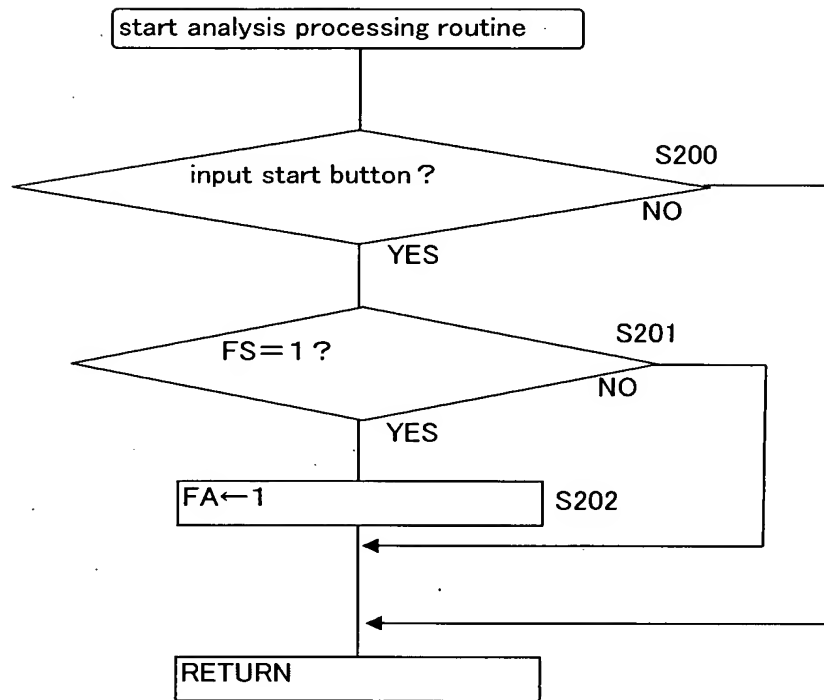 start analysis processing routine
S200
input start button?
NO
YES
S201
FS=1?
NO
YES
FA←1
S202
RETURN